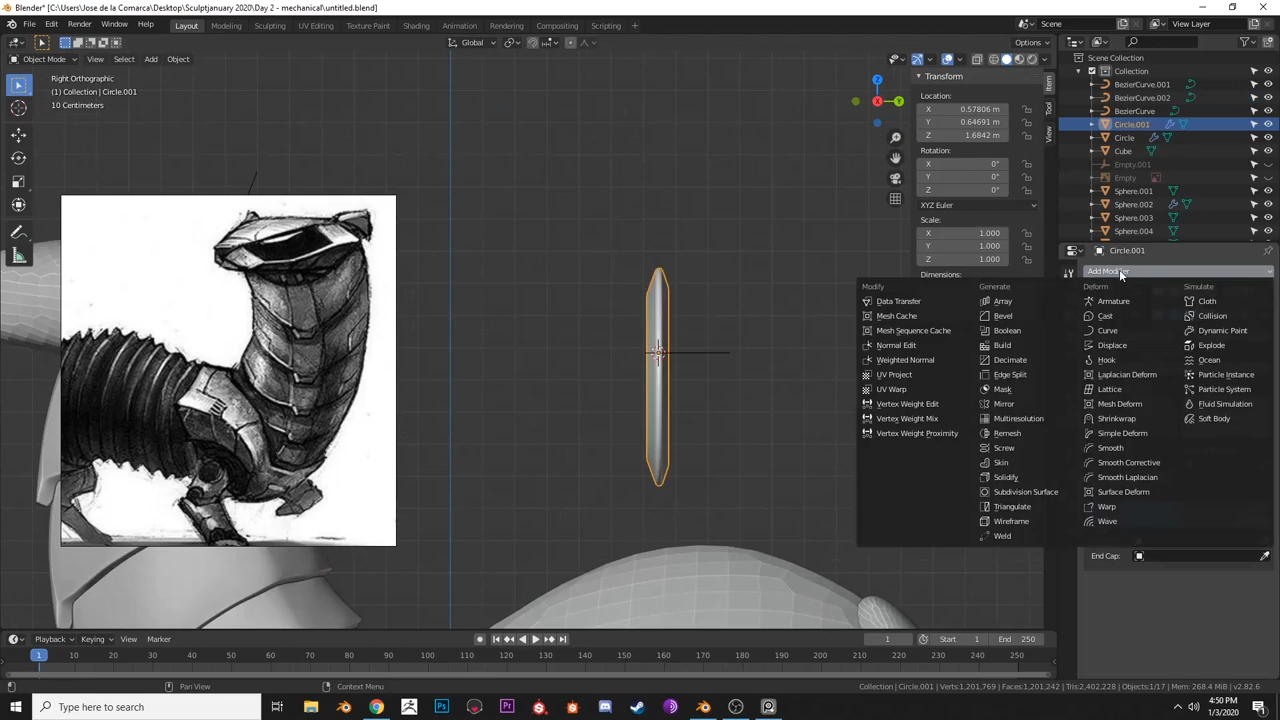 Blender* [C:\Users\Jose de la Comarca\Desktop\Sculptjanuary 2020\Day 2 - mechanical\untitled.blend]
File Edit Render Window Help Layout Modeling Sculpting UV Editing Texture Paint Shading Animation Rendering Compositing Scripting + Scene View Layer
Global Options
Object Mode View Select Add Object
Right Orthographic
(1) Collection | Circle.001
10 Centimeters
Z
X
Y
Transform
Location:
X 0.57806 m
Y 0.64691 m
Z 1.6842 m
Rotation:
X 0°
Y 0°
Z 0°
XYZ Euler
Scale:
X 1.000
Y 1.000
Z 1.000
Dimensions:
Item
Tool
View
Scene Collection
Collection
BezierCurve.001
BezierCurve.002
BezierCurve
Circle.001
Circle
Cube
Empty.001
Empty
Sphere.001
Sphere.002
Sphere.003
Sphere.004
Circle.001
Add Modifier
Modify
Data Transfer
Mesh Cache
Mesh Sequence Cache
Normal Edit
Weighted Normal
UV Project
UV Warp
Vertex Weight Edit
Vertex Weight Mix
Vertex Weight Proximity
Generate
Array
Bevel
Boolean
Build
Decimate
Edge Split
Mask
Mirror
Multiresolution
Remesh
Screw
Skin
Solidify
Subdivision Surface
Triangulate
Wireframe
Weld
Deform
Armature
Cast
Curve
Displace
Hook
Laplacian Deform
Lattice
Mesh Deform
Shrinkwrap
Simple Deform
Smooth
Smooth Corrective
Smooth Laplacian
Surface Deform
Warp
Wave
Simulate
Cloth
Collision
Dynamic Paint
Explode
Ocean
Particle Instance
Particle System
Fluid Simulation
Soft Body
End Cap:
Playback Keying View Marker 1 Start 1 End 250
1 10 20 30 40 50 60 70 80 90 100 110 120 130 140 150 160 170 180 190 200 210 220 230 240 250
Pan View Context Menu Collection | Circle.001 | Verts:1,201,769 | Faces:1,201,242 | Tris:2,402,228 | Objects:1/17 | Mem: 268.4 MiB | v2.82.6
Type here to search
4:50 PM
1/3/2020